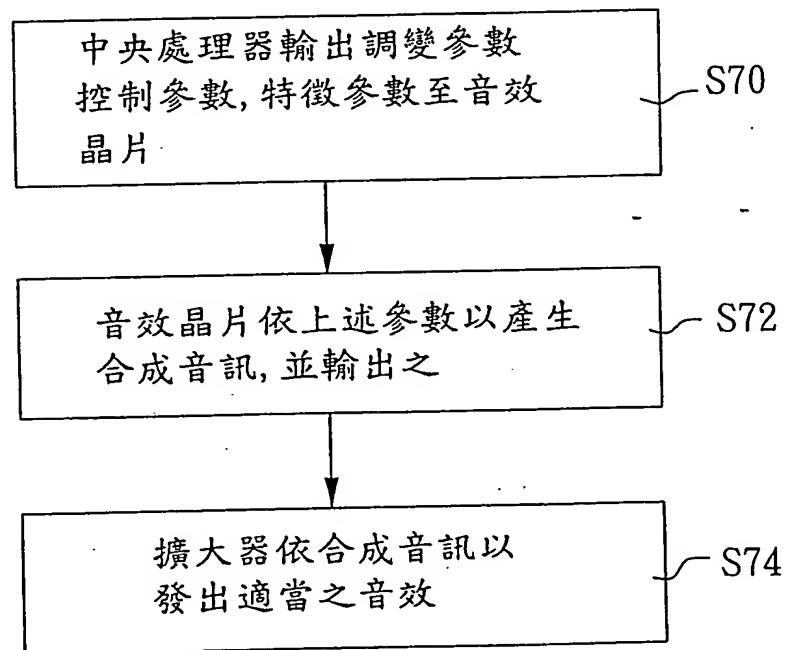 中央處理器輸出調變參數
控制參數,特徵參數至音效
晶片
S70
音效晶片依上述參數以產生
合成音訊,並輸出之
S72
擴大器依合成音訊以
發出適當之音效
S74